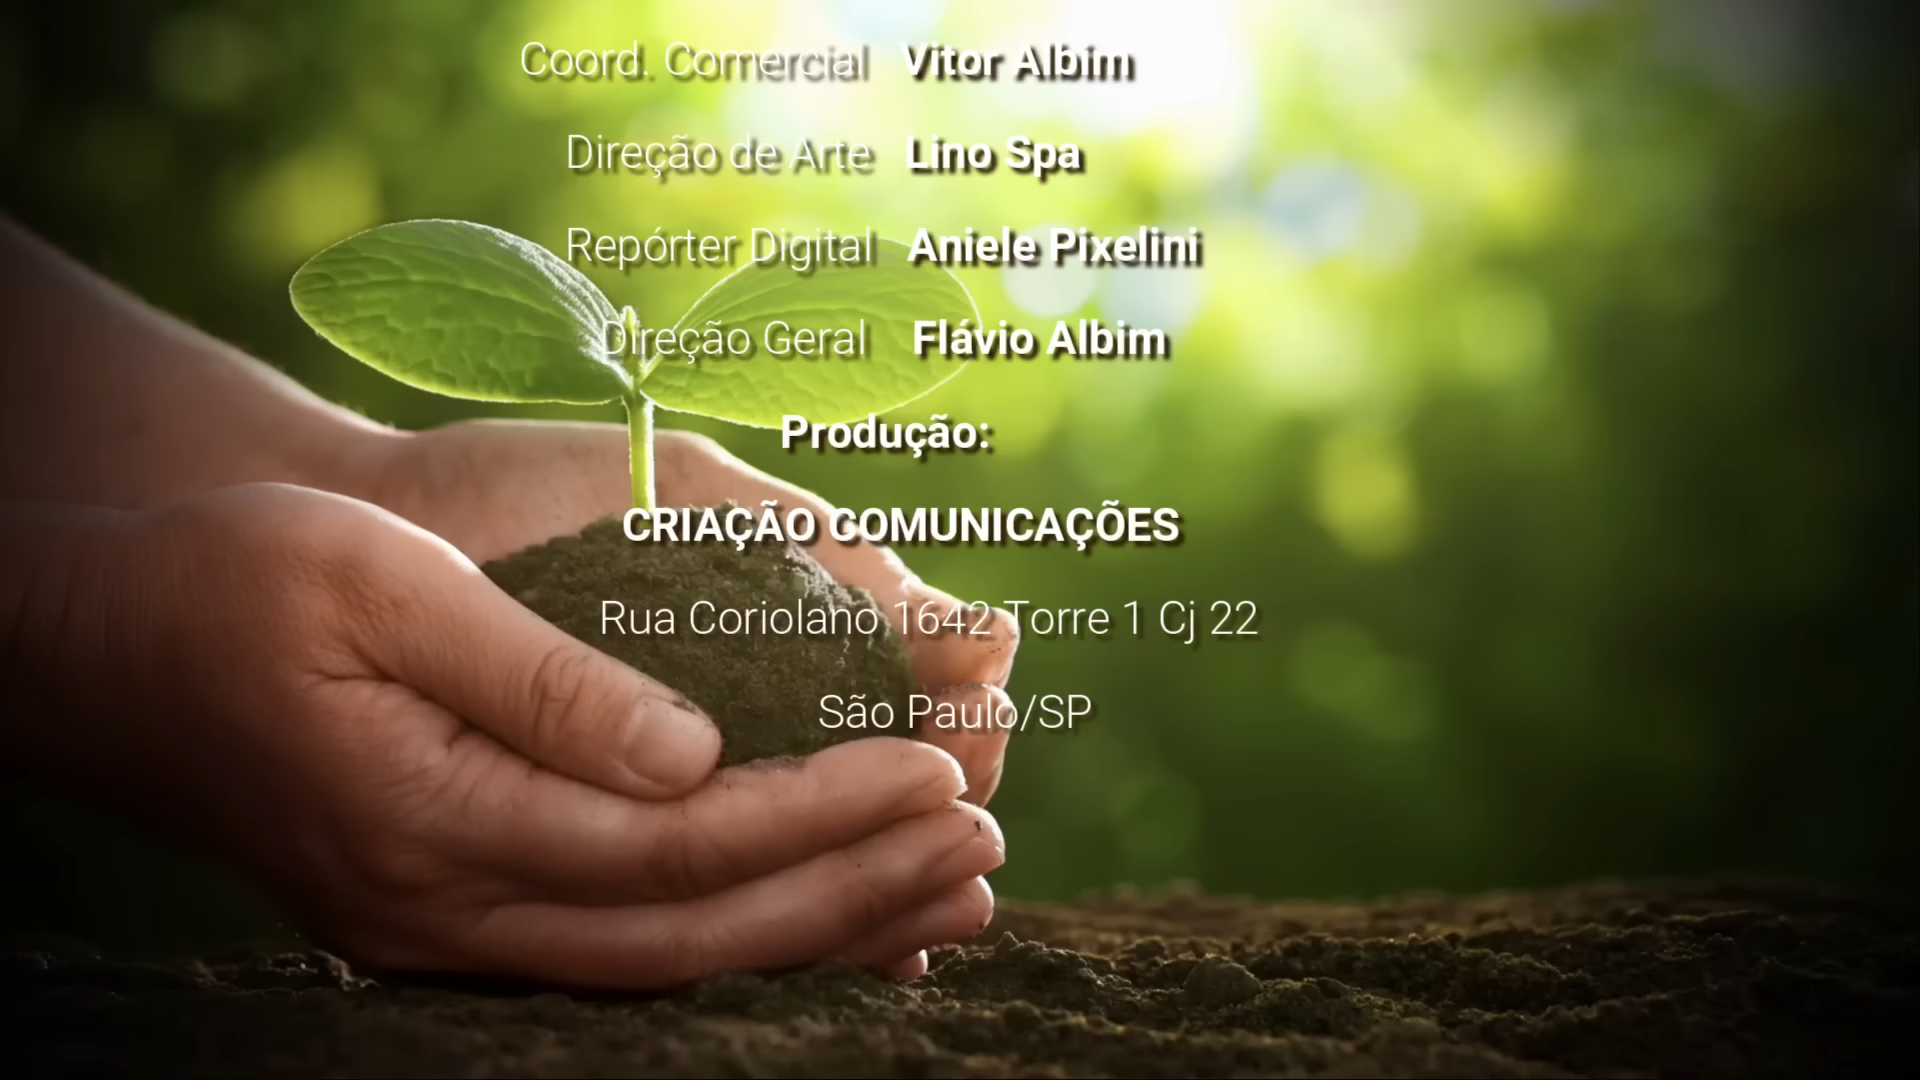 Coord. Comercial Vitor Albim
Direção de Arte Lino Spa
Repórter Digital Aniele Pixelini
Direção Geral Flávio Albim
Produção:
CRIAÇÃO COMUNICAÇÕES
Rua Coriolano 1642 Torre 1 Cj 22
São Paulo/SP